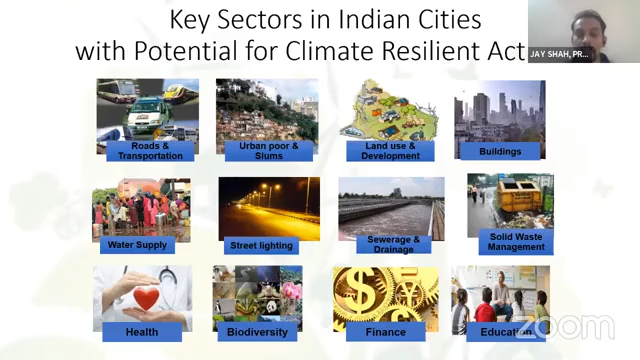 Key Sectors in Indian Cities
with Potential for Climate Resilient Act
JAY SHAH, PR...
Roads &
Transportation
Urban poor &
Slums
Land use &
Development
Buildings
Water Supply
Street lighting
Sewerage &
Drainage
Solid Waste
Management
Health
Biodiversity
Finance
Education
zoom